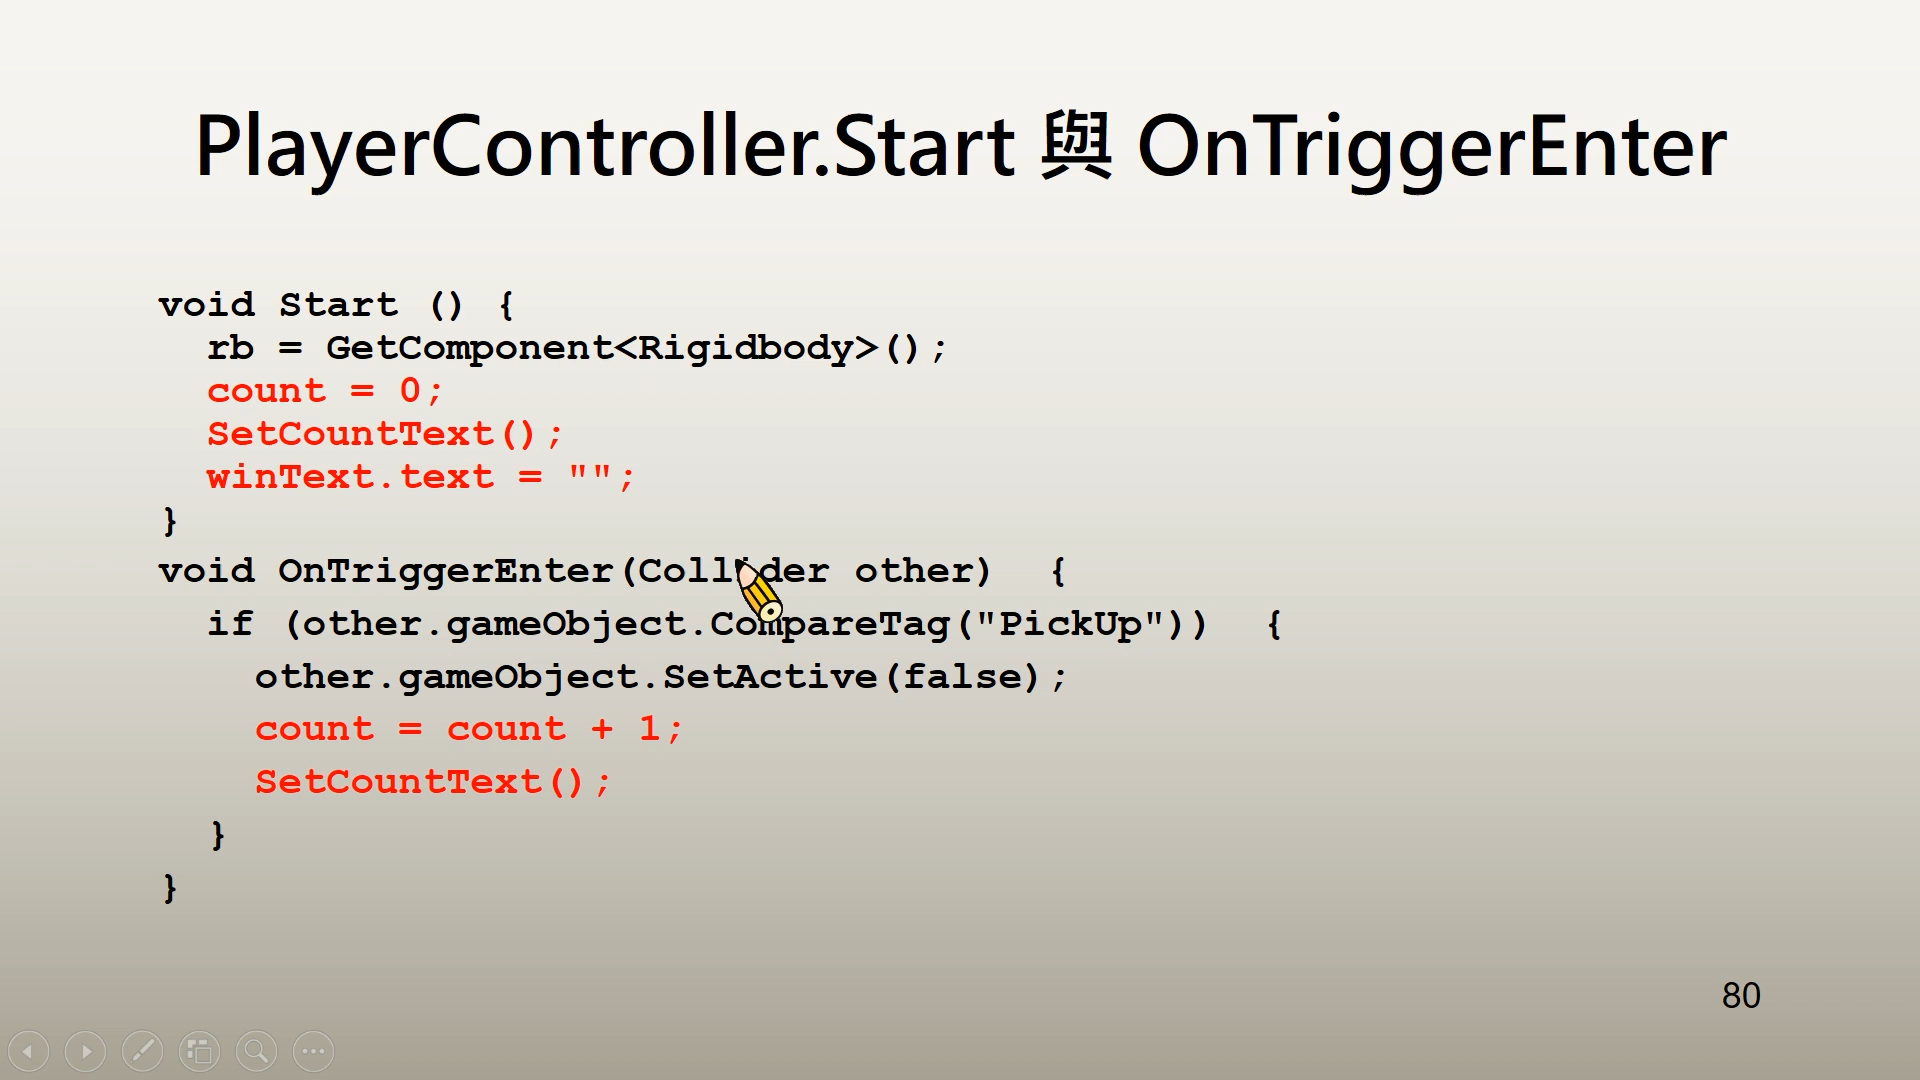 PlayerController.Start 與 OnTriggerEnter
void Start () {
  rb = GetComponent<Rigidbody>();
  count = 0;
  SetCountText();
  winText.text = "";
}
void OnTriggerEnter(Collider other)  {
  if (other.gameObject.CompareTag("PickUp"))  {
    other.gameObject.SetActive(false);
    count = count + 1;
    SetCountText();
  }
}
80